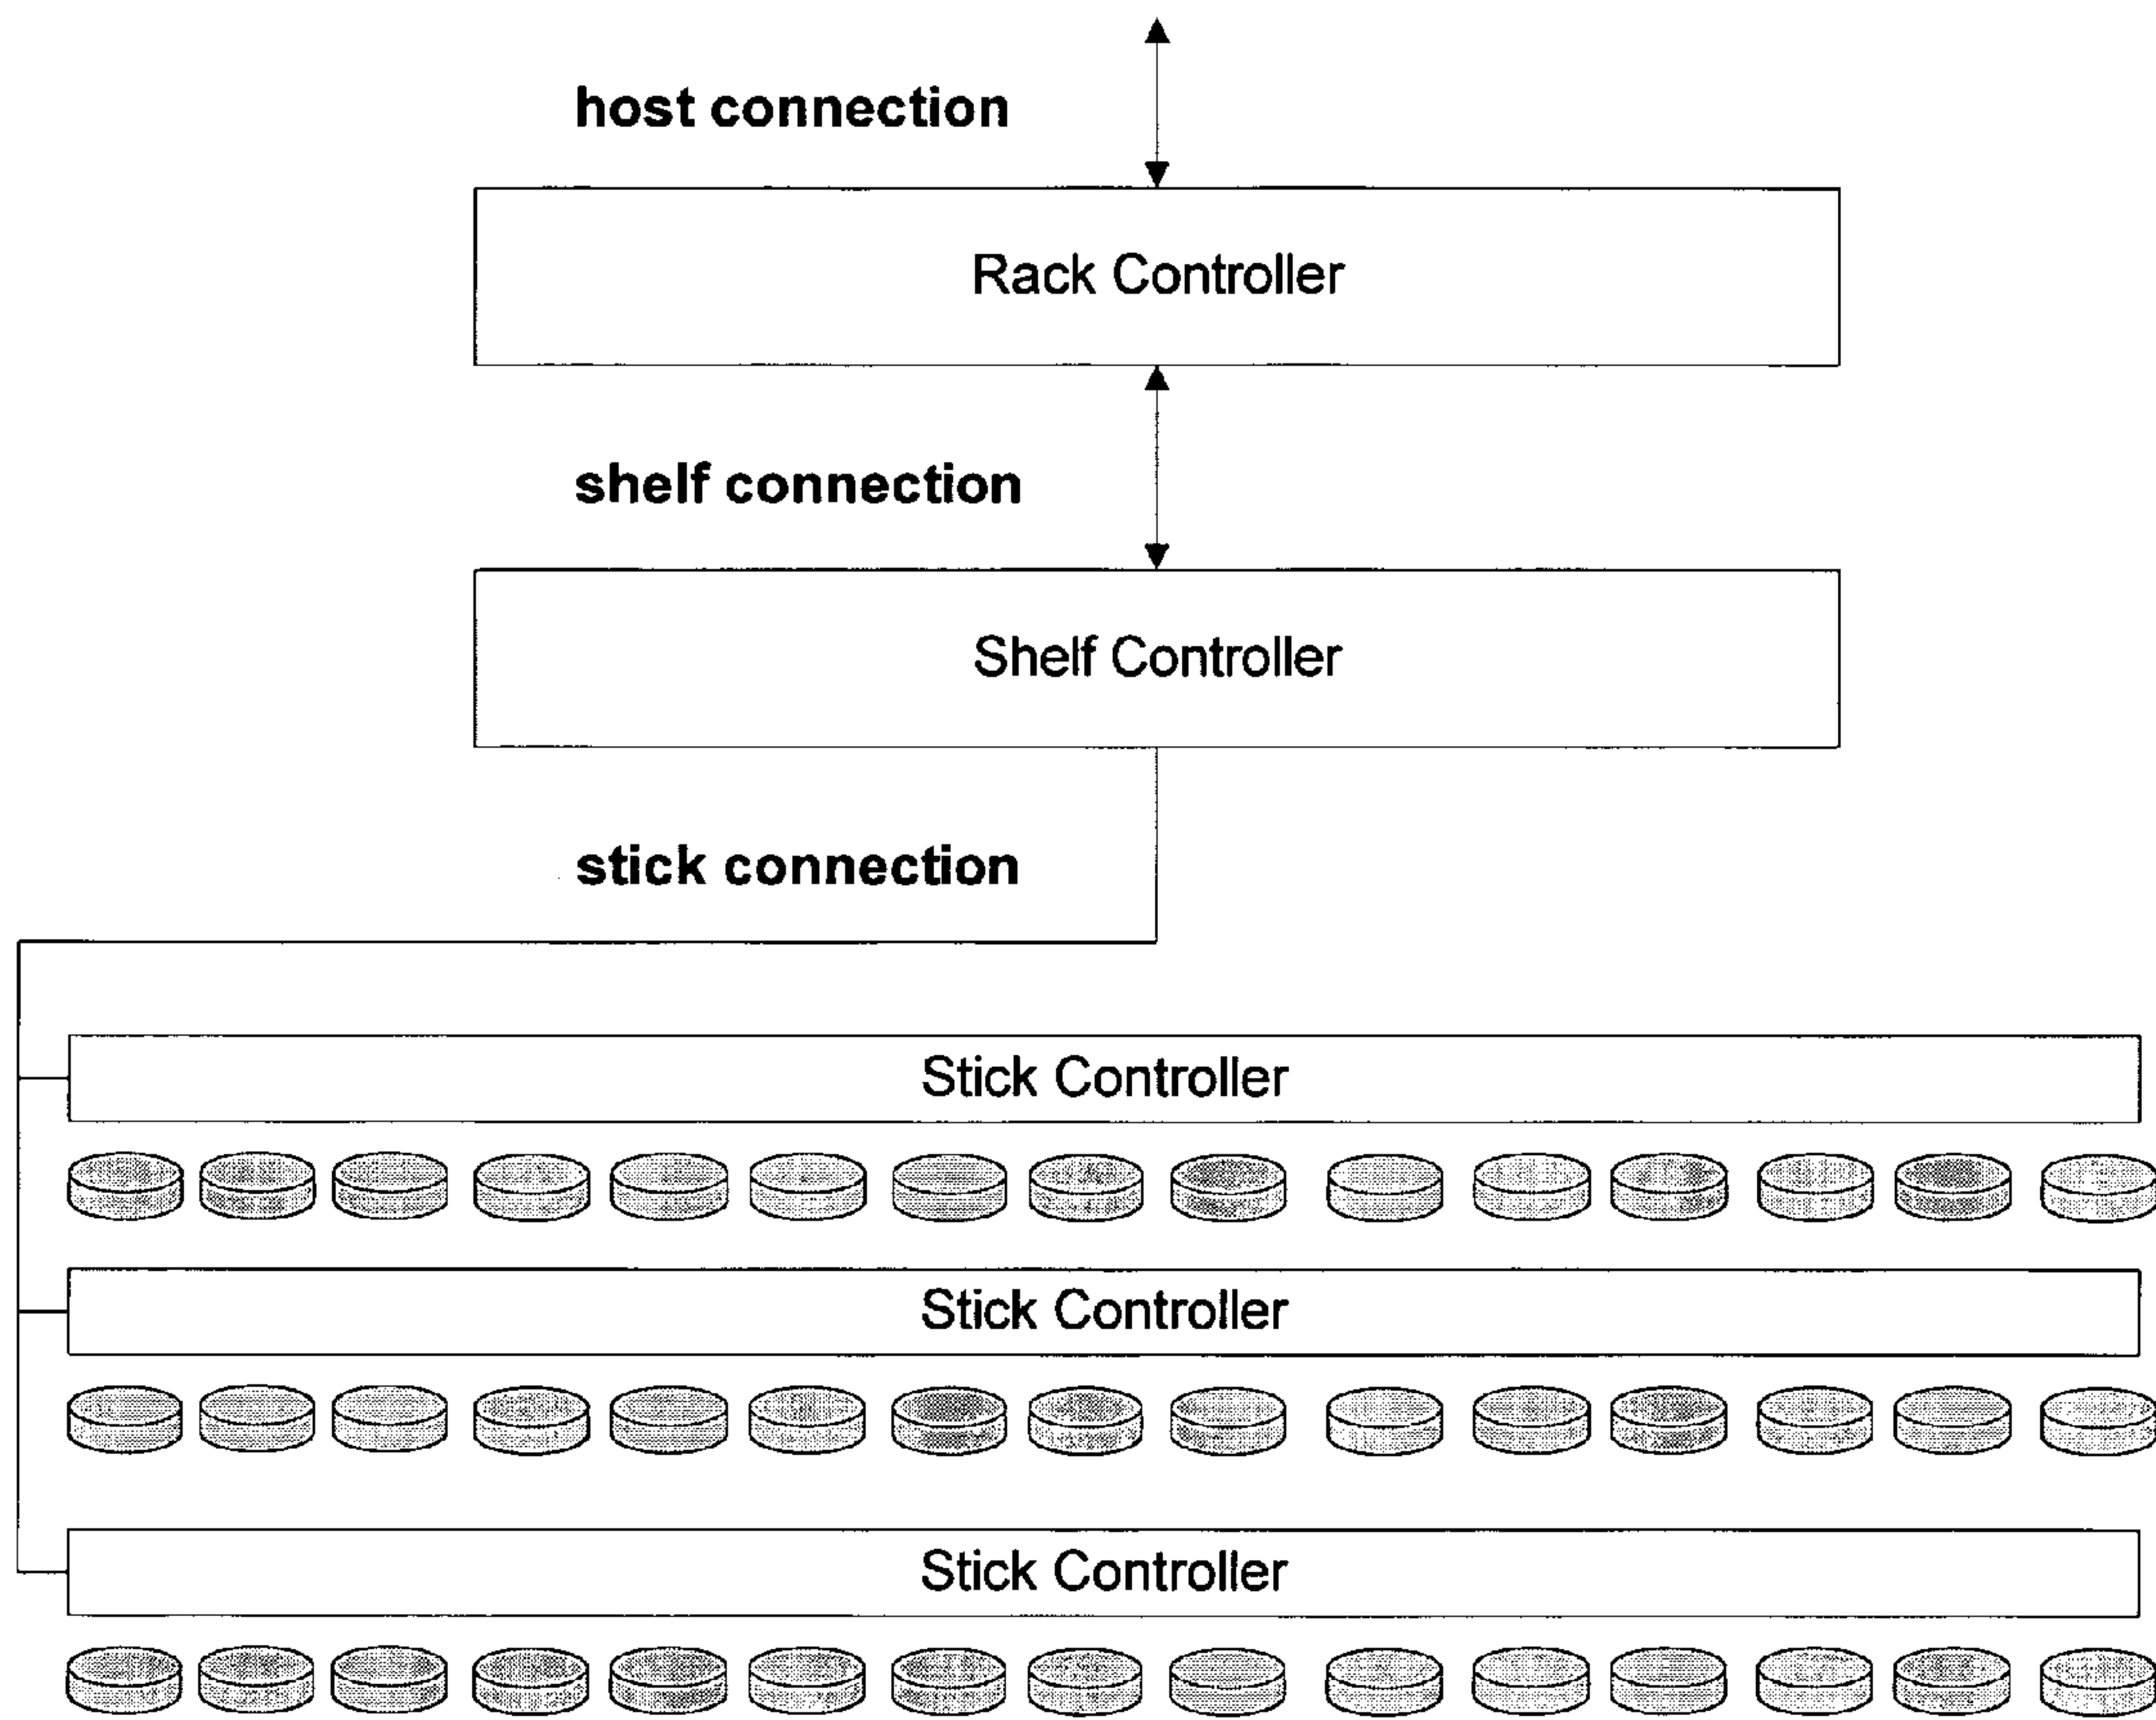 host connection
Rack Controller
shelf connection
Shelf Controller
stick connection
Stick Controller
Stick Controller
Stick Controller